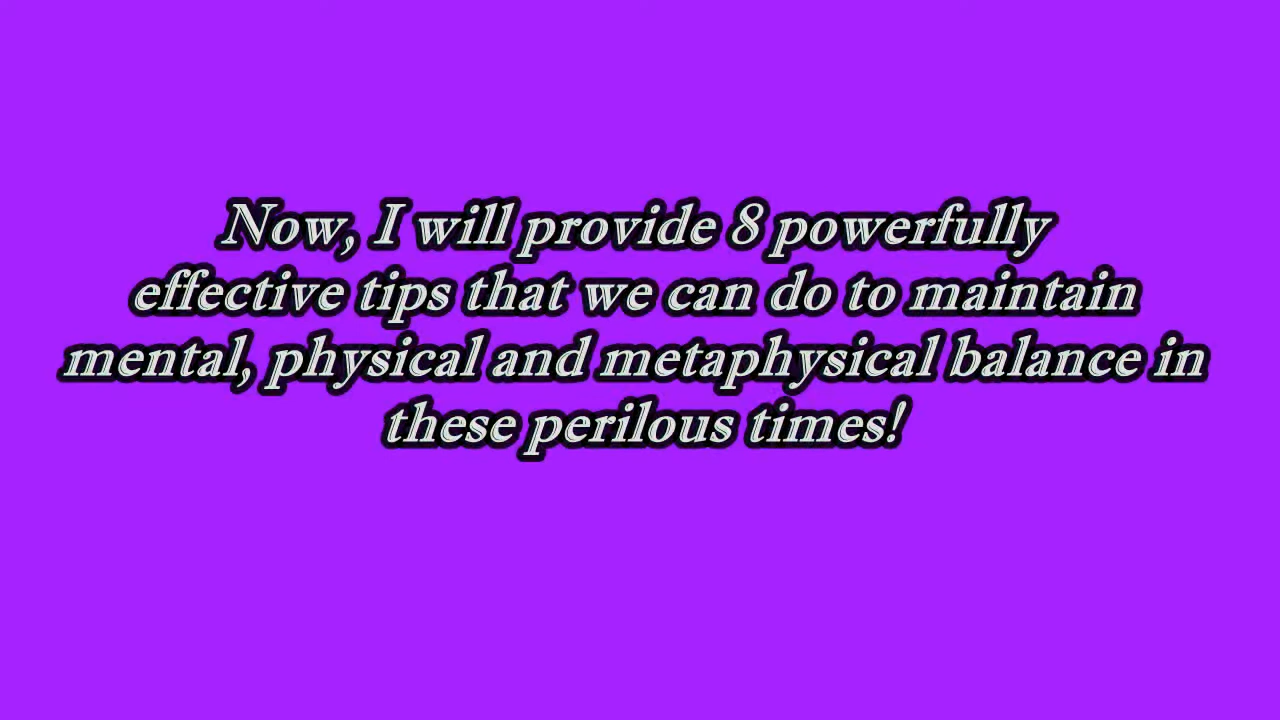 Now, I will provide 8 powerfully
effective tips that we can do to maintain
mental, physical and metaphysical balance in
these perilous times!